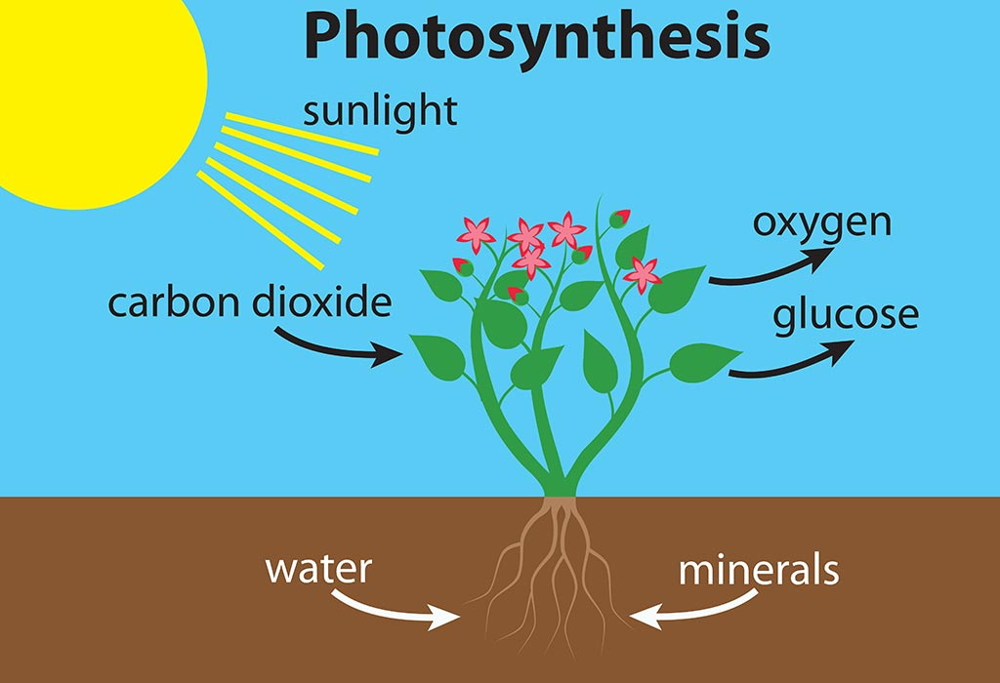 Photosynthesis
sunlight
oxygen
carbon dioxide
glucose
water
minerals